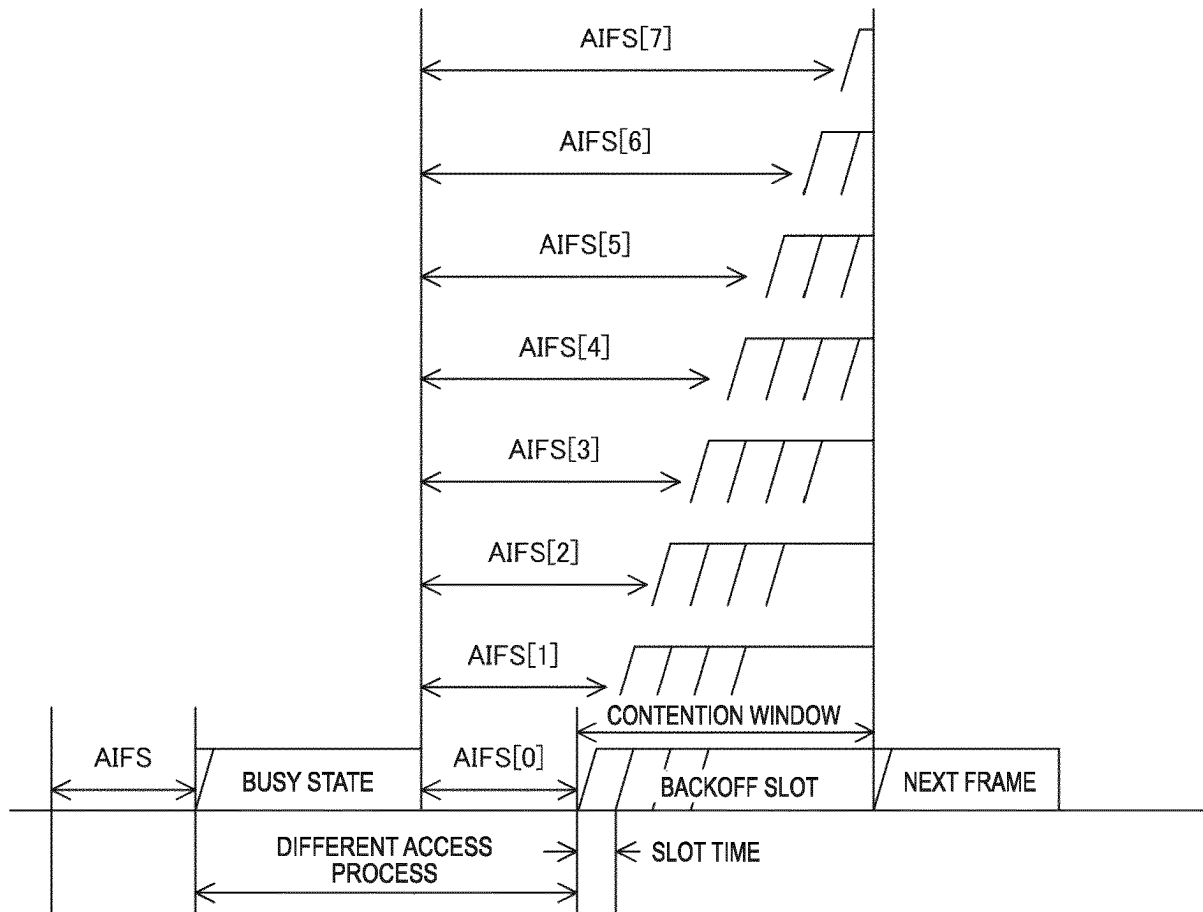 AIFS[7]
AIFS[6]
AIFS[5]
AIFS[4]
AIFS[3]
AIFS[2]
AIFS[1]
CONTENTION WINDOW
AIFS
BUSY STATE
AIFS[0]
BACKOFF SLOT
NEXT FRAME
DIFFERENT ACCESS
PROCESS
SLOT TIME